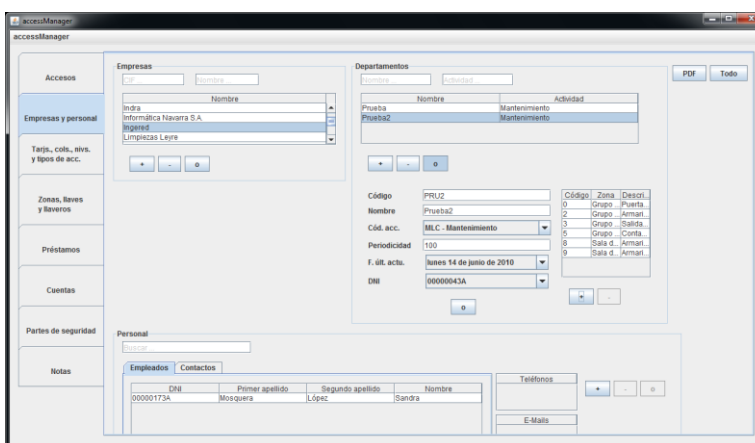 accessManager
accessManager
Accesos
Empresas y personal
Tarjs., cols., nivs.
y tipos de acc.
Zonas, llaves
y llaveros
Préstamos
Cuentas
Partes de seguridad
Notas
Empresas
CIF
Nombre
Nombre
Indra
Informática Navarra S.A.
Ingered
Limpiezas Leyre
+ - o
Departamentos
Nombre
Actividad
Nombre Actividad
Prueba Mantenimiento
Prueba2 Mantenimiento
+ - o
PDF Todo
Código PRU2
Nombre Prueba2
Cód. acc. MLC - Mantenimiento
Periodicidad 100
F. últ. actu. lunes 14 de junio de 2010
DNI 00000043A
o
Código Zona Descri...
0 Grupo ... Puerta...
2 Grupo ... Armari...
3 Grupo ... Salida...
5 Grupo ... Conta...
8 Sala d... Armari...
9 Sala d... Armari...
+ -
Personal
Buscar...
Empleados Contactos
DNI Primer apellido Segundo apellido Nombre
00000173A Mosquera López Sandra
Teléfonos
+ - o
E-Mails